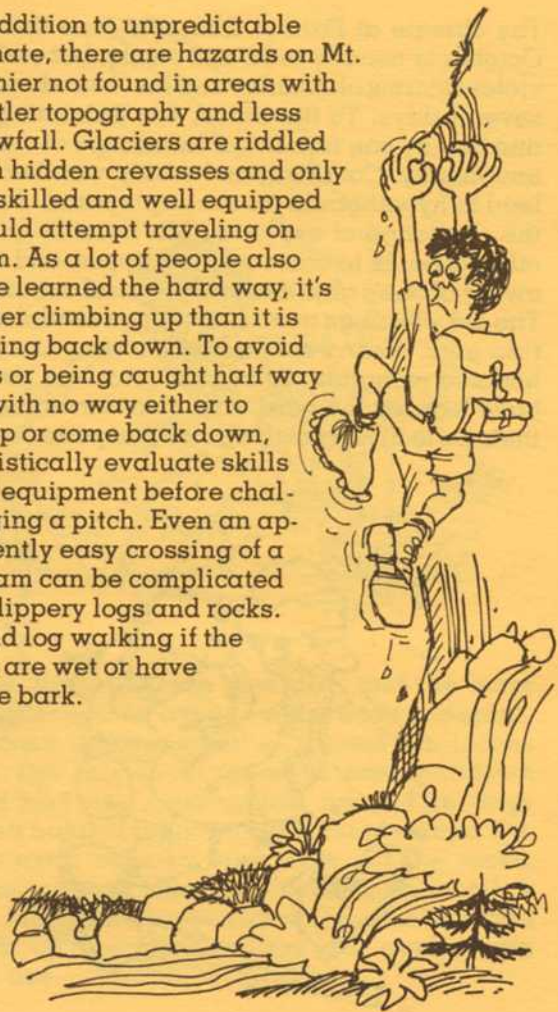 ddition to unpredictable
nate, there are hazards on Mt.
nier not found in areas with
tler topography and less
wfall. Glaciers are riddled
n hidden crevasses and only
skilled and well equipped
uld attempt traveling on
n. As a lot of people also
e learned the hard way, it's
er climbing up than it is
ing back down. To avoid
s or being caught half way
with no way either to
p or come back down,
istically evaluate skills
equipment before chal-
ing a pitch. Even an ap-
ently easy crossing of a
am can be complicated
lippery logs and rocks.
d log walking if the
are wet or have
e bark.